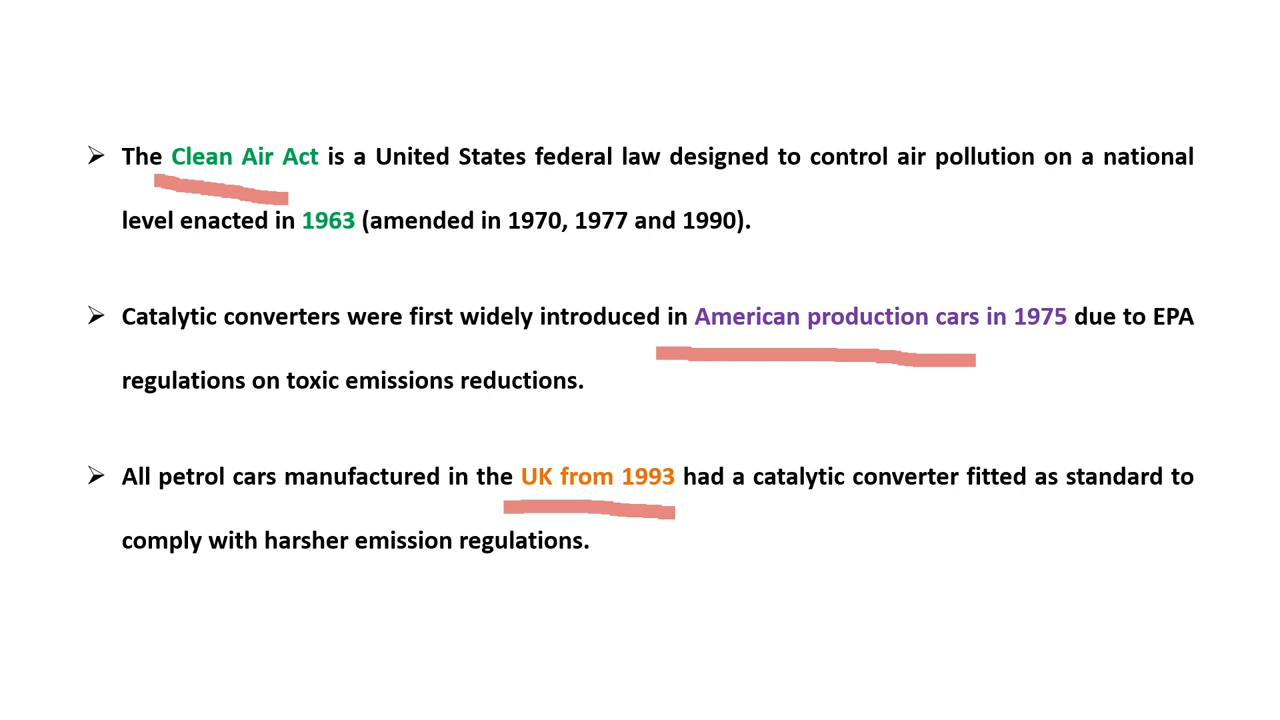 ➢ The Clean Air Act is a United States federal law designed to control air pollution on a national
level enacted in 1963 (amended in 1970, 1977 and 1990).
➢ Catalytic converters were first widely introduced in American production cars in 1975 due to EPA
regulations on toxic emissions reductions.
➢ All petrol cars manufactured in the UK from 1993 had a catalytic converter fitted as standard to
comply with harsher emission regulations.